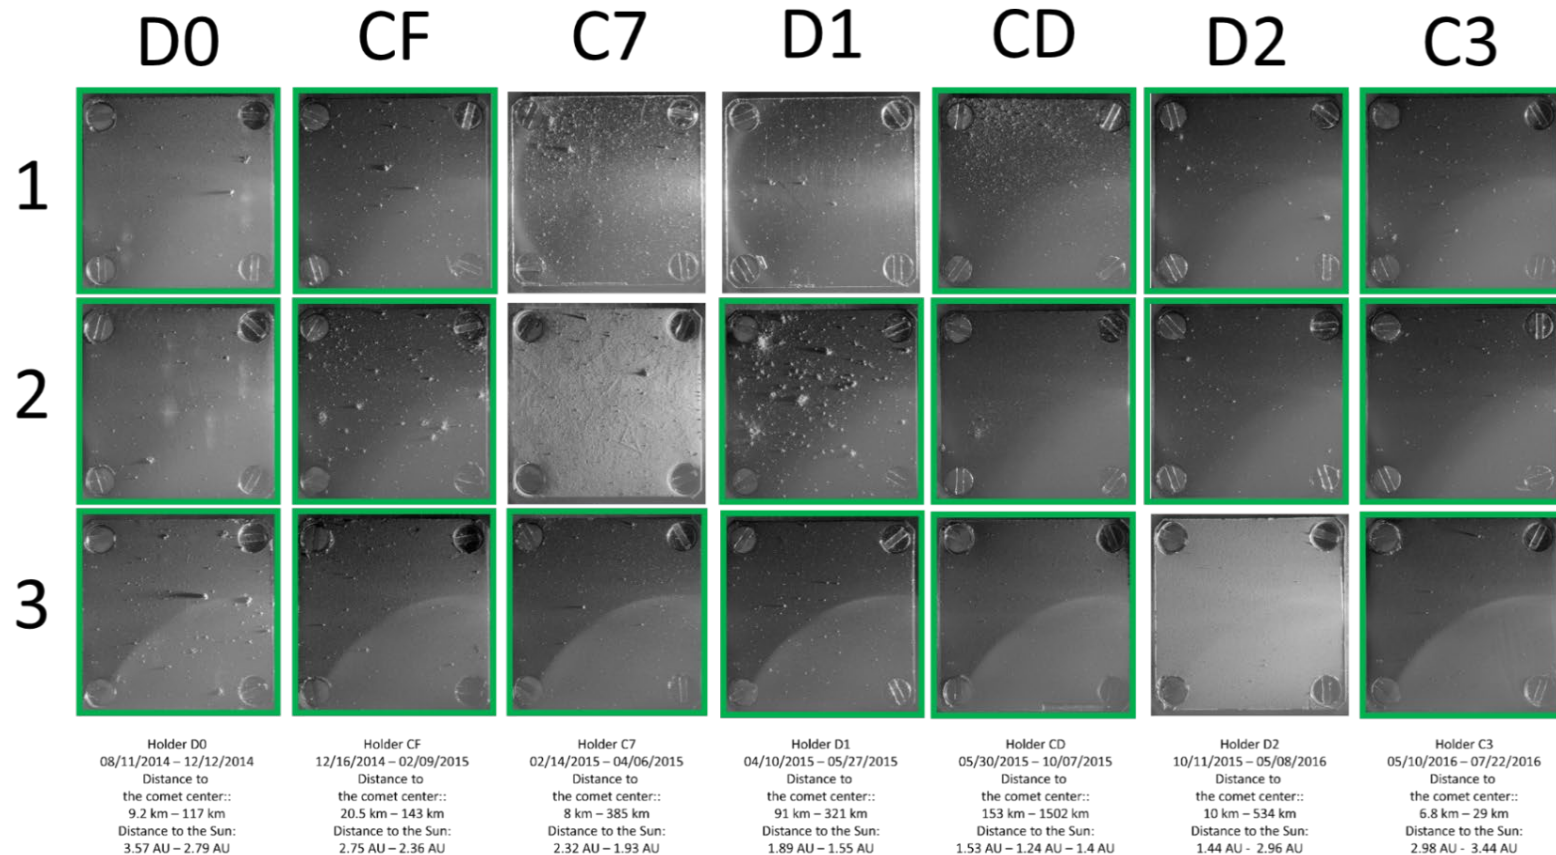 D0 CF C7 D1 CD D2 C3
1
2
3
Holder D0
08/11/2014 – 12/12/2014
Distance to
the comet center::
9.2 km – 117 km
Distance to the Sun:
3.57 AU – 2.79 AU
Holder CF
12/16/2014 – 02/09/2015
Distance to
the comet center::
20.5 km – 143 km
Distance to the Sun:
2.75 AU – 2.36 AU
Holder C7
02/14/2015 – 04/06/2015
Distance to
the comet center::
8 km – 385 km
Distance to the Sun:
2.32 AU – 1.93 AU
Holder D1
04/10/2015 – 05/27/2015
Distance to
the comet center::
91 km – 321 km
Distance to the Sun:
1.89 AU – 1.55 AU
Holder CD
05/30/2015 – 10/07/2015
Distance to
the comet center::
153 km – 1502 km
Distance to the Sun:
1.53 AU – 1.24 AU – 1.4 AU
Holder D2
10/11/2015 – 05/08/2016
Distance to
the comet center::
10 km – 534 km
Distance to the Sun:
1.44 AU - 2.96 AU
Holder C3
05/10/2016 – 07/22/2016
Distance to
the comet center::
6.8 km – 29 km
Distance to the Sun:
2.98 AU - 3.44 AU